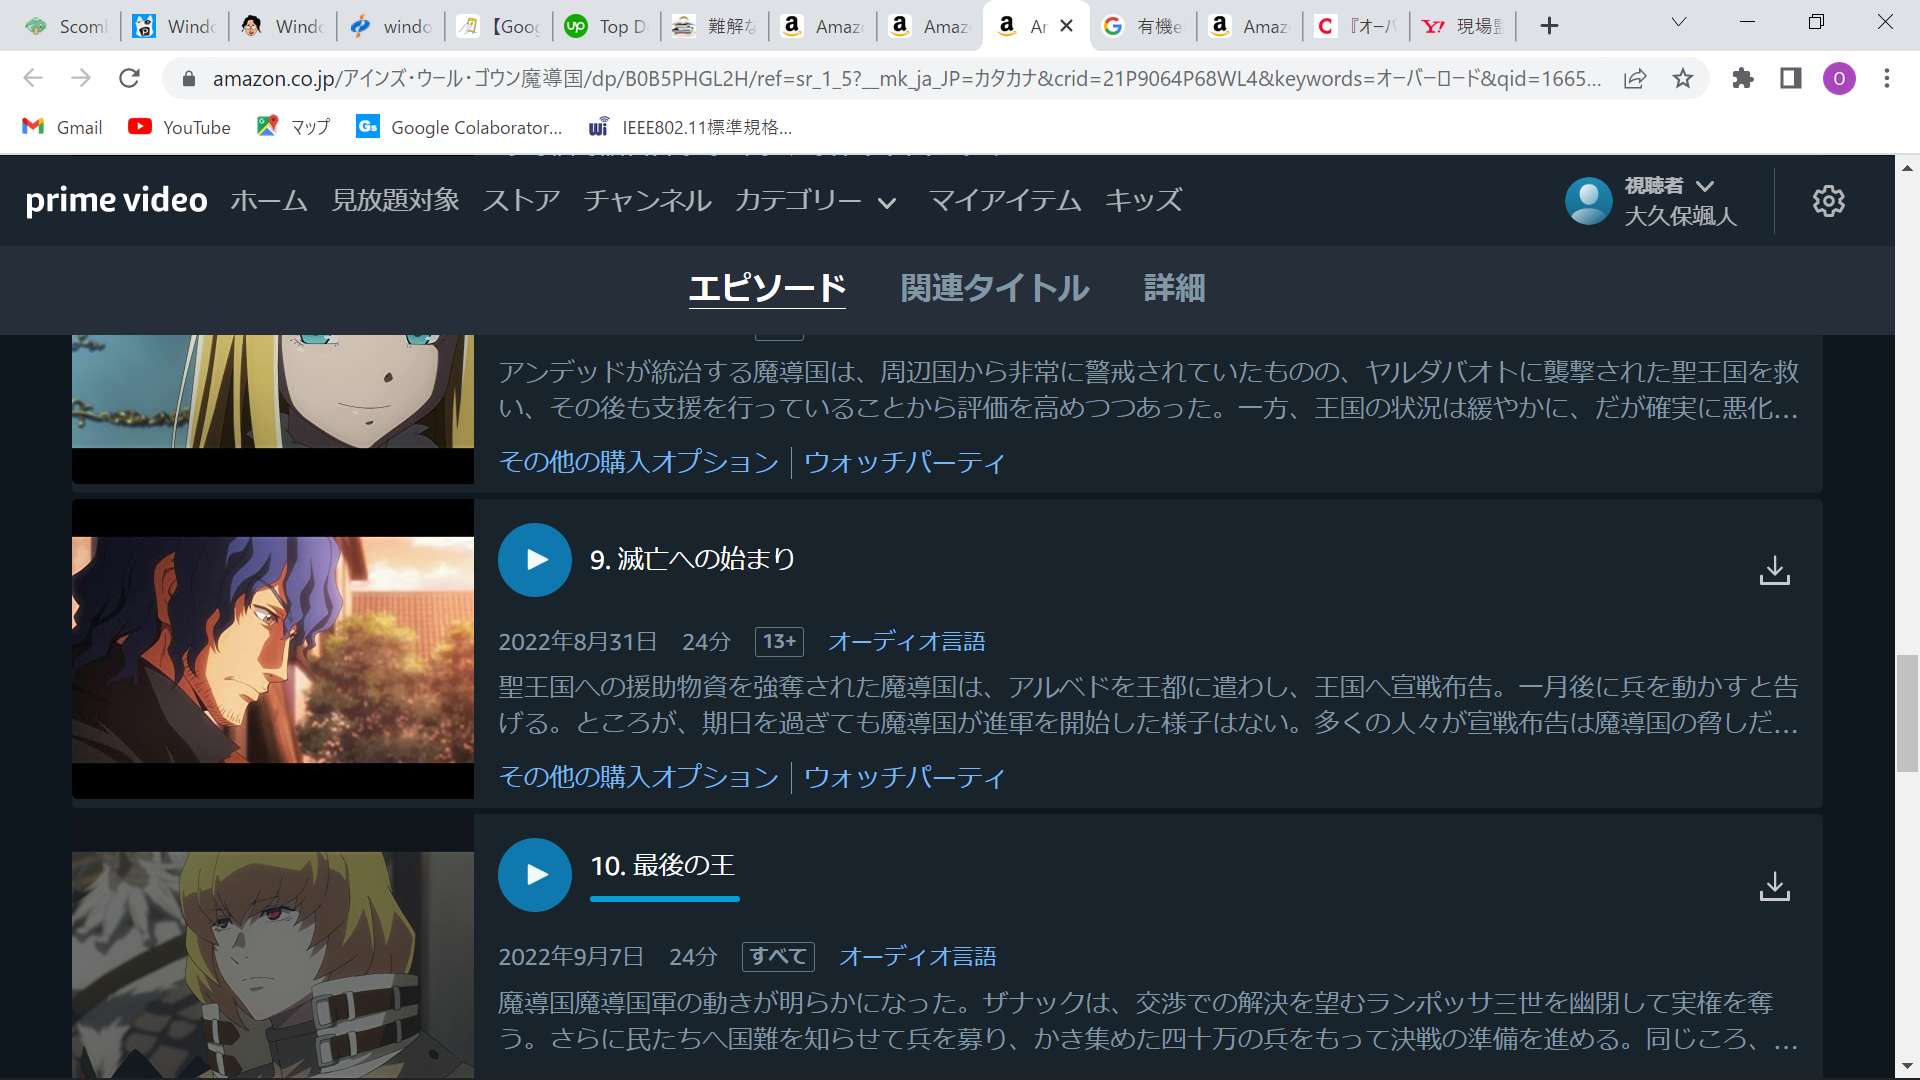 Scom
Windo
Windo
windo
【Goog
Top D
難解な
Amaz
Amaz
Ar
有機e
Amaz
『オーバ
現場監
amazon.co.jp/アインズ・ウール・ゴウン魔導国/dp/B0B5PHGL2H/ref=sr_1_5?__mk_ja_JP=カタカナ&crid=21P9064P68WL4&keywords=オーバーロード&qid=1665...
O
Gmail
YouTube
マップ
Google Colaborator...
IEEE802.11標準規格...
prime video
ホーム
見放題対象
ストア
チャンネル
カテゴリー
マイアイテム
キッズ
視聴者
大久保颯人
エピソード
関連タイトル
詳細
アンデッドが統治する魔導国は、周辺国から非常に警戒されていたものの、ヤルダバオトに襲撃された聖王国を救
い、その後も支援を行っていることから評価を高めつつあった。一方、王国の状況は緩やかに、だが確実に悪化...
その他の購入オプション | ウォッチパーティ
9. 滅亡への始まり
2022年8月31日 24分 13+ オーディオ言語
聖王国への援助物資を強奪された魔導国は、アルベドを王都に遣わし、王国へ宣戦布告。一月後に兵を動かすと告
げる。ところが、期日を過ぎても魔導国が進軍を開始した様子はない。多くの人々が宣戦布告は魔導国の脅しだ...
その他の購入オプション | ウォッチパーティ
10. 最後の王
2022年9月7日 24分 すべて オーディオ言語
魔導国魔導国軍の動きが明らかになった。ザナックは、交渉での解決を望むランポッサ三世を幽閉して実権を奪
う。さらに民たちへ国難を知らせて兵を募り、かき集めた四十万の兵をもって決戦の準備を進める。同じころ、...